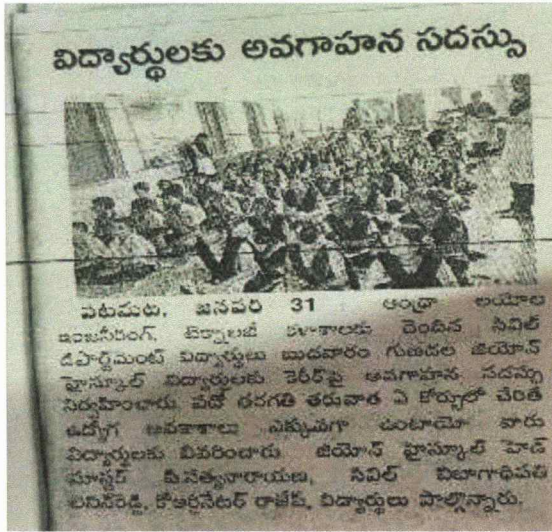 విద్యార్థులకు అవగాహన సదస్సు
పటమట, జనవరి 31 ఆంధ్రా లయోల
ఇంజనీరింగ్, టెక్నాలజీ కళాశాలకు చెందిన సివిల్
డిపార్ట్‌మెంట్ విద్యార్థులు బుధవారం గుణదల జియోన్
హైస్కూల్ విద్యార్థులకు కెరీర్‌పై అవగాహన సదస్సు
నిర్వహించారు. పదో తరగతి తరువాత ఏ కోర్సులో చేరితే
ఉద్యోగ అవకాశాలు ఎక్కువగా ఉంటాయో వారు
విద్యార్థులకు వివరించారు. జియోన్ హైస్కూల్ హెడ్
మాస్టర్ సత్యనారాయణ, సివిల్ విభాగాధిపతి
కోఆర్డినేటర్ రాజేష్, విద్యార్థులు పాల్గొన్నారు.